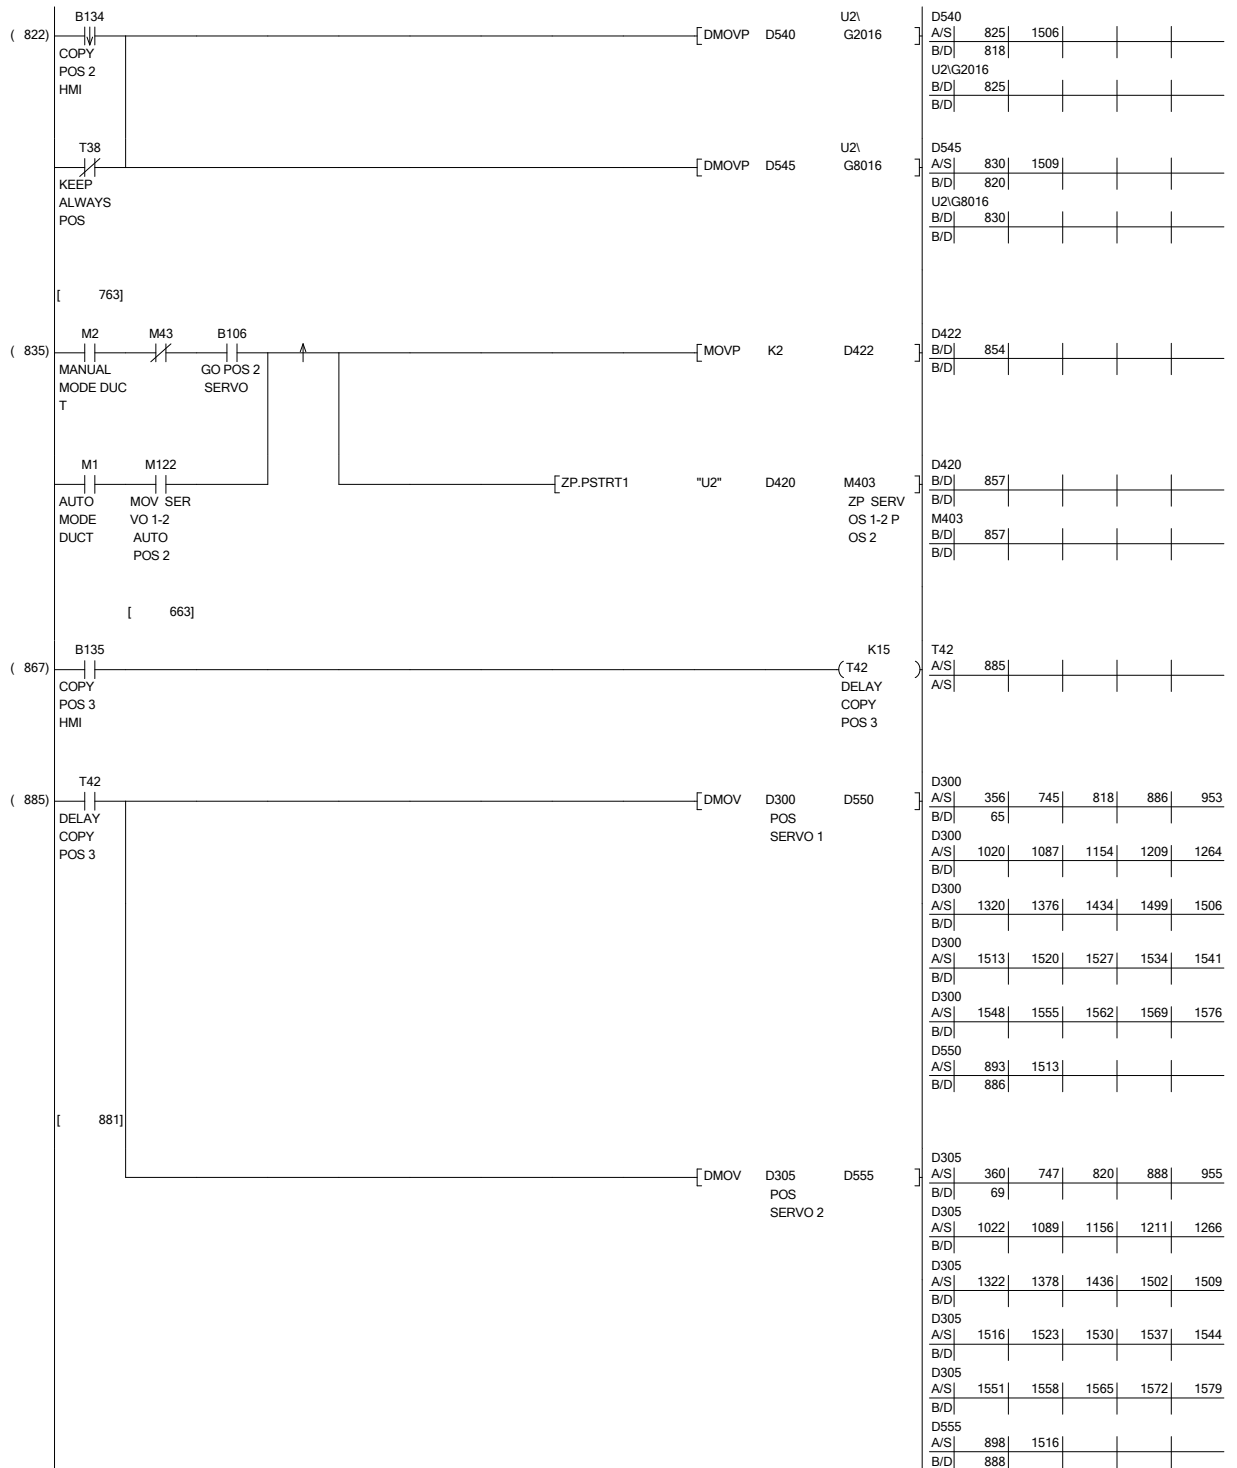 B134 U2\ D540
( 822) [ DMOVP D540 G2016 ] A/S 825 1506
COPY B/D 818
POS 2 U2\G2016
HMI B/D 825
B/D
T38 U2\ D545
[ DMOVP D545 G8016 ] A/S 830 1509
KEEP B/D 820
ALWAYS U2\G8016
POS B/D 830
B/D
[ 763]
M2 M43 B106 D422
( 835) [ MOVP K2 D422 ] B/D 854
MANUAL GO POS 2 B/D
MODE DUC SERVO
T
M1 M122 D420
[ ZP.PSTRT1 "U2" D420 M403 ] B/D 857
AUTO MOV SER ZP SERV B/D
MODE VO 1-2 OS 1-2 P M403
DUCT AUTO OS 2 B/D 857
POS 2 B/D
[ 663]
B135 K15 T42
( 867) ( T42 ) A/S 885
COPY DELAY A/S
POS 3 COPY
HMI POS 3
T42 D300
( 885) [ DMOV D300 D550 ] A/S 356 745 818 886 953
DELAY POS B/D 65
COPY SERVO 1 D300
POS 3 A/S 1020 1087 1154 1209 1264
B/D
D300
A/S 1320 1376 1434 1499 1506
B/D
D300
A/S 1513 1520 1527 1534 1541
B/D
D300
A/S 1548 1555 1562 1569 1576
B/D
D550
A/S 893 1513
B/D 886
[ 881]
D305
[ DMOV D305 D555 ] A/S 360 747 820 888 955
POS B/D 69
SERVO 2 D305
A/S 1022 1089 1156 1211 1266
B/D
D305
A/S 1322 1378 1436 1502 1509
B/D
D305
A/S 1516 1523 1530 1537 1544
B/D
D305
A/S 1551 1558 1565 1572 1579
B/D
D555
A/S 898 1516
B/D 888